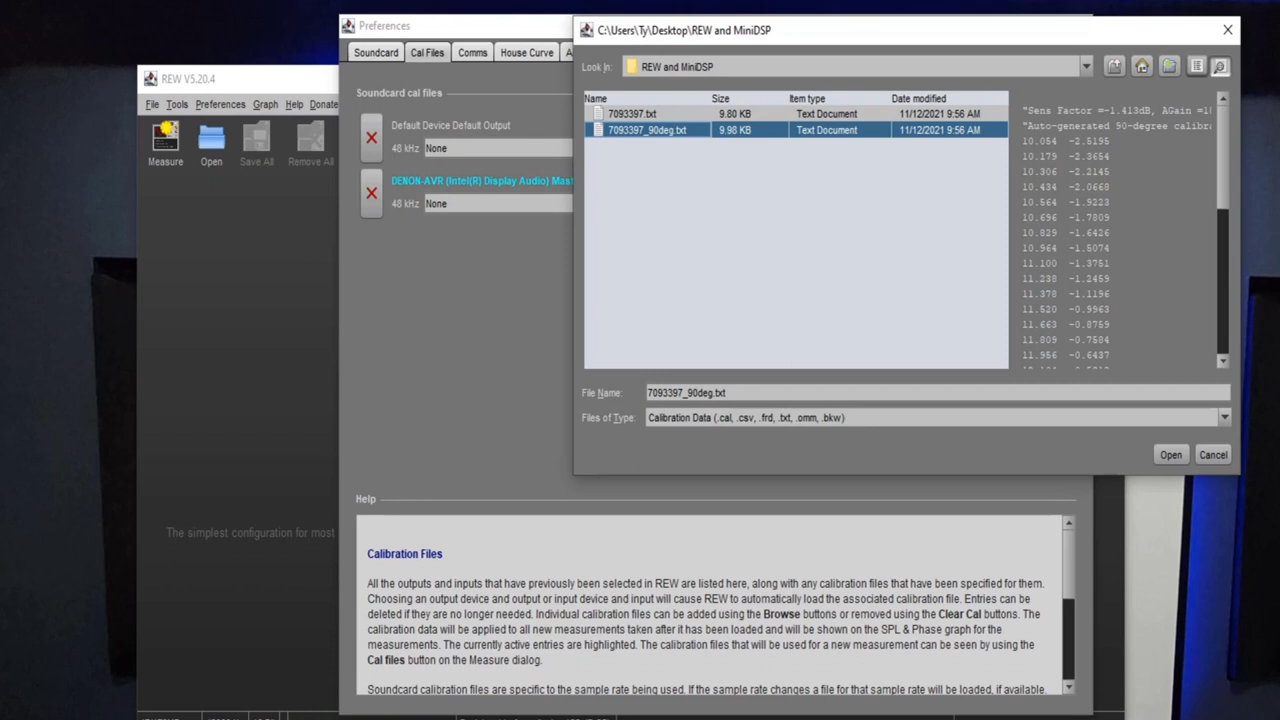 Preferences
C:\Users\Ty\Desktop\REW and MiniDSP
Soundcard
Cal Files
Comms
House Curve
Look In:
REW and MiniDSP
REW V5.20.4
File
Tools
Preferences
Graph
Help
Donate
Measure
Open
Save All
Remove All
Soundcard cal files
Default Device Default Output
48 kHz
None
DENON-AVR (Intel(R) Display Audio) Mast
48 kHz
None
Name Size Item type Date modified
7093397.txt 9.80 KB Text Document 11/12/2021 9:56 AM
7093397_90deg.txt 9.98 KB Text Document 11/12/2021 9:56 AM
"Sens Factor =-1.413dB, AGain =1
"Auto-generated 90-degree calibr
10.054 -2.5195
10.179 -2.3654
10.306 -2.2145
10.434 -2.0668
10.564 -1.9223
10.696 -1.7809
10.829 -1.6426
10.964 -1.5074
11.100 -1.3751
11.238 -1.2459
11.378 -1.1196
11.520 -0.9963
11.663 -0.8759
11.809 -0.7584
11.956 -0.6437
File Name:
7093397_90deg.txt
Files of Type:
Calibration Data (.cal, .csv, .frd, .txt, .omm, .bkw)
Open
Cancel
The simplest configuration for most
Help
Calibration Files
All the outputs and inputs that have previously been selected in REW are listed here, along with any calibration files that have been specified for them.
Choosing an output device and output or input device and input will cause REW to automatically load the associated calibration file. Entries can be
deleted if they are no longer needed. Individual calibration files can be added using the Browse buttons or removed using the Clear Cal buttons. The
calibration data will be applied to all new measurements taken after it has been loaded and will be shown on the SPL & Phase graph for the
measurements. The currently active entries are highlighted. The calibration files that will be used for a new measurement can be seen by using the
Cal files button on the Measure dialog.
Soundcard calibration files are specific to the sample rate being used. If the sample rate changes a file for that sample rate will be loaded, if available.